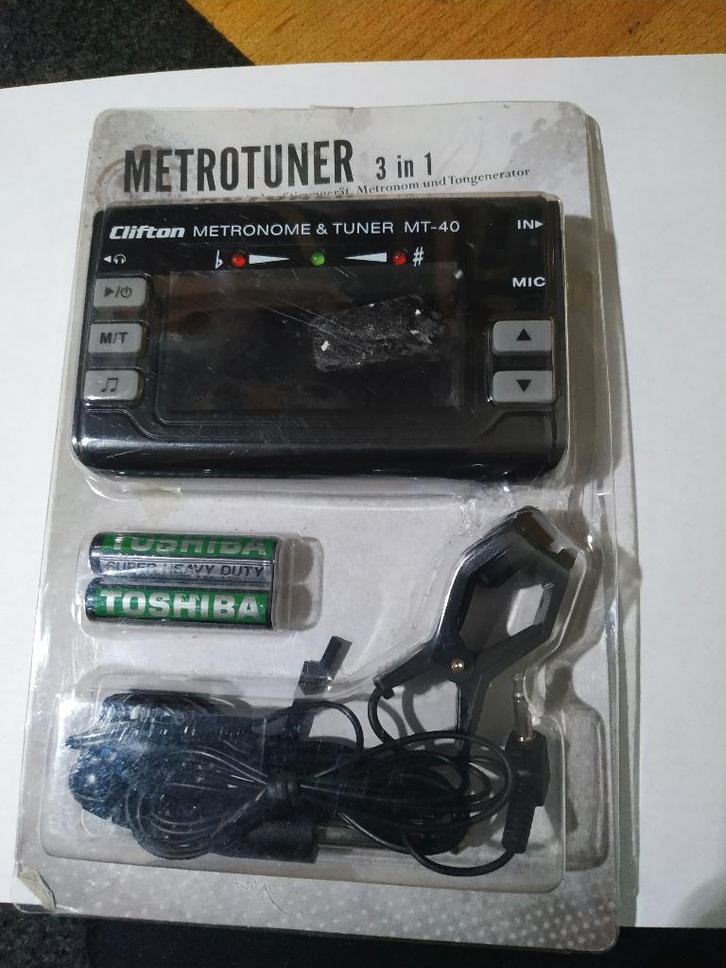 METROTUNER 3 in 1
Metronom und Tongenerator
Clifton METRONOME & TUNER MT-40 IN▶
◀🎧 ♭ #
▶/⏻ MIC
M/T ▲
♫ ▼
TOSHIBA
SUPER HEAVY DUTY
TOSHIBA